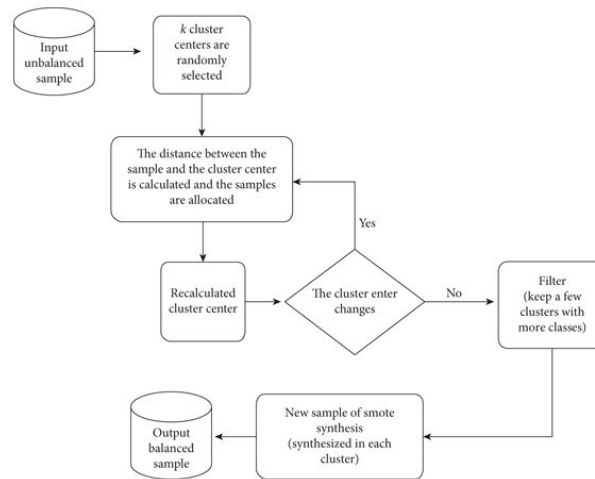 Input
unbalanced
sample
k cluster
centers are
randomly
selected
The distance between the
sample and the cluster center
is calculated and the samples
are allocated
Yes
Recalculated
cluster center
The cluster enter
changes
No
Filter
(keep a few
clusters with
more classes)
New sample of smote
synthesis
(synthesized in each
cluster)
Output
balanced
sample